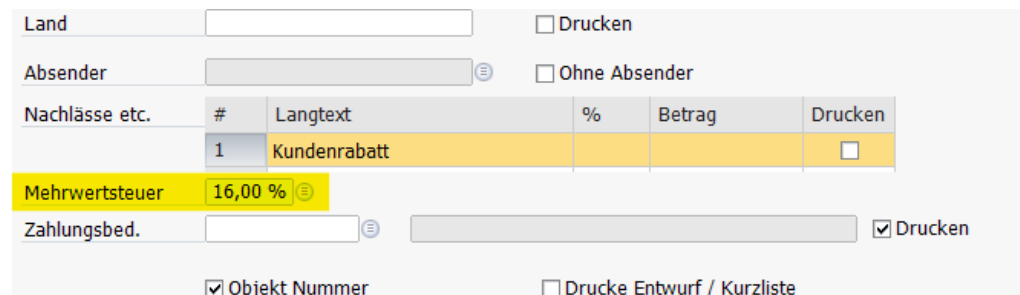 Land Drucken
Absender Ohne Absender
Nachlässe etc. # Langtext % Betrag Drucken
1 Kundenrabatt
Mehrwertsteuer 16,00 %
Zahlungsbed. Drucken
Objekt Nummer Drucke Entwurf / Kurzliste